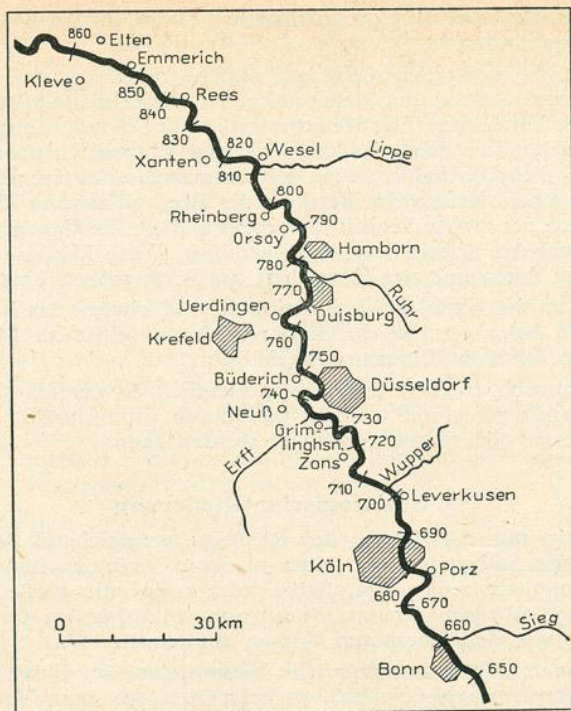 860
Elten
Emmerich
Kleve
850
840
Rees
830
820
Wesel
Xanten
810
Lippe
800
Rheinberg
790
Orsoy
Hamborn
780
Ruhr
770
Uerdingen
Duisburg
Krefeld
760
750
Büderich
Düsseldorf
740
Neuß
730
Grim-
linghsn.
720
Zons
Erft
Wupper
710
700
Leverkusen
690
Köln
Porz
680
670
Sieg
0 30km
660
Bonn
650